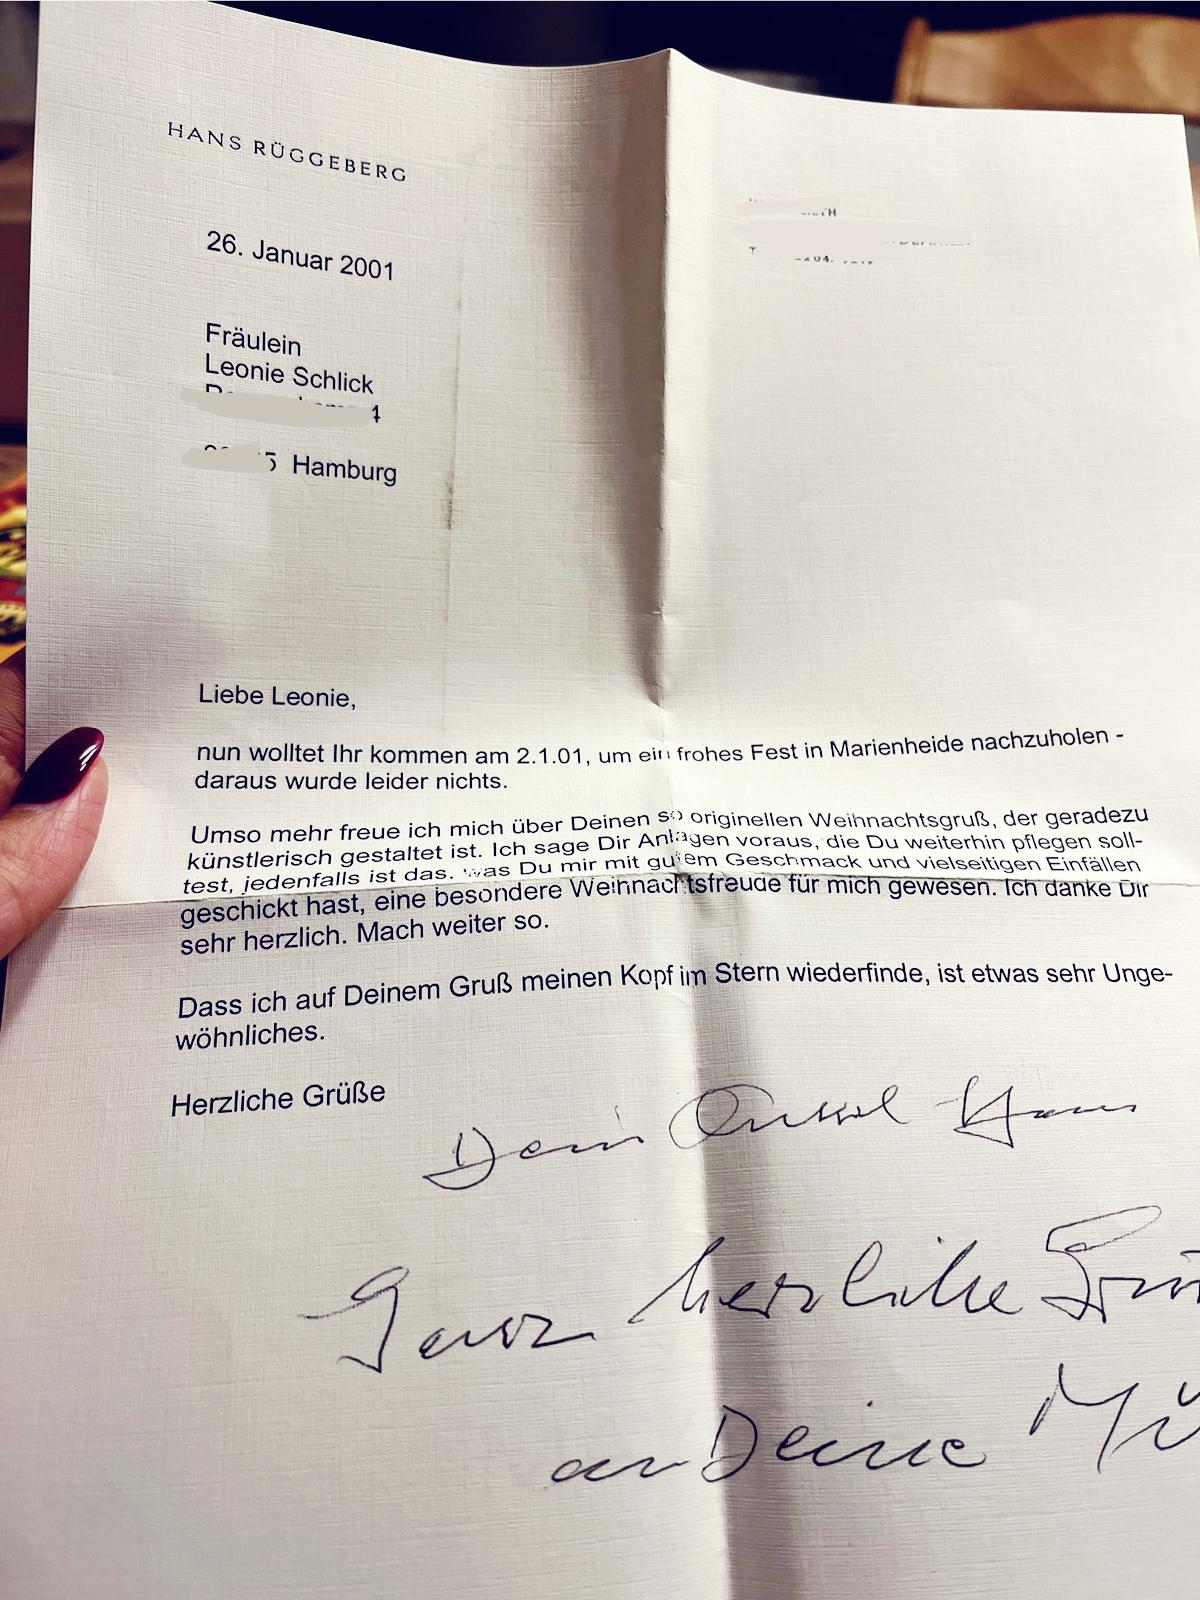 HANS RÜGGEBERG
26. Januar 2001
Fräulein
Leonie Schlick
Hamburg
Liebe Leonie,
nun wolltet Ihr kommen am 2.1.01, um ein frohes Fest in Marienheide nachzuholen -
daraus wurde leider nichts.
Umso mehr freue ich mich über Deinen so originellen Weihnachtsgruß, der geradezu
künstlerisch gestaltet ist. Ich sage Dir Anlagen voraus, die Du weiterhin pflegen soll-
test, jedenfalls ist das, was Du mir mit gutem Geschmack und vielseitigen Einfällen
geschickt hast, eine besondere Weihnachtsfreude für mich gewesen. Ich danke Dir
sehr herzlich. Mach weiter so.
Dass ich auf Deinem Gruß meinen Kopf im Stern wiederfinde, ist etwas sehr Unge-
wöhnliches.
Herzliche Grüße
Dein Onkel Hans
Ganz herzliche
an Deine